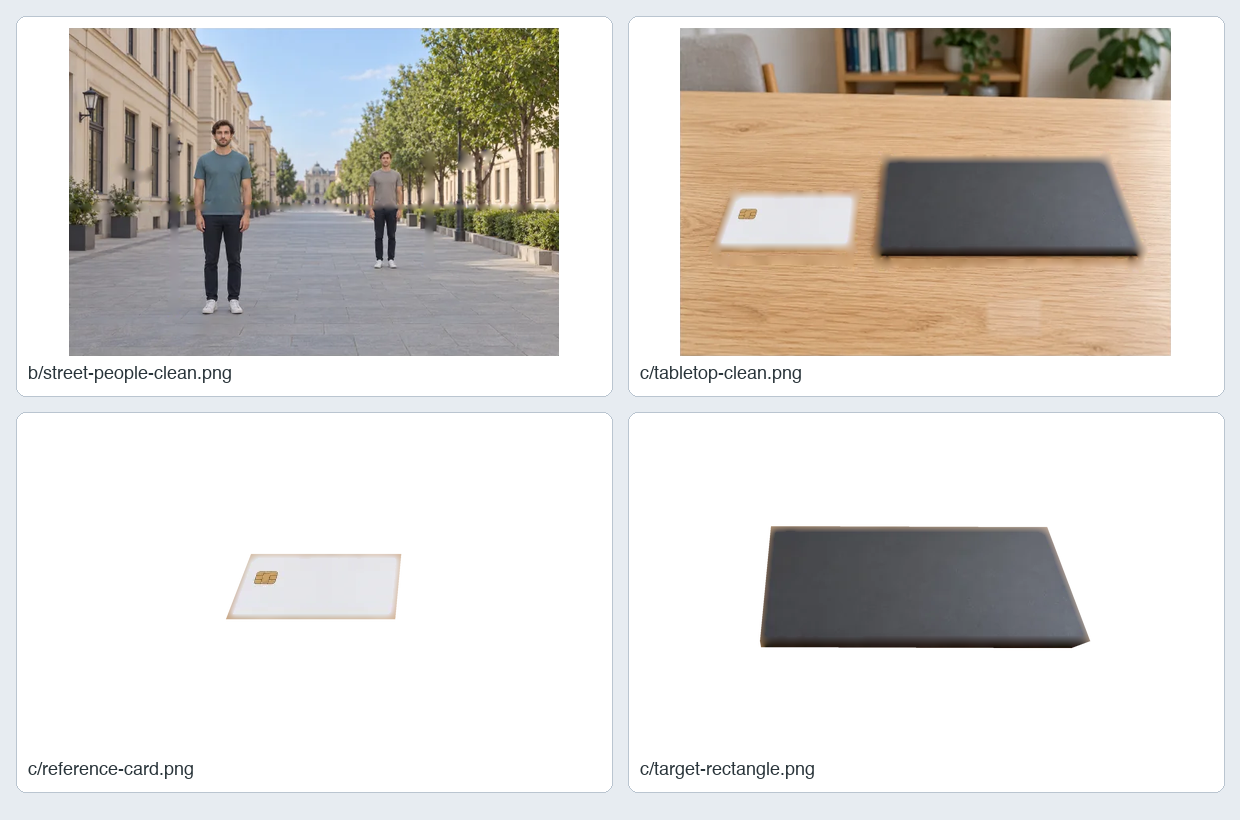 b/street-people-clean.png
c/tabletop-clean.png
c/reference-card.png
c/target-rectangle.png